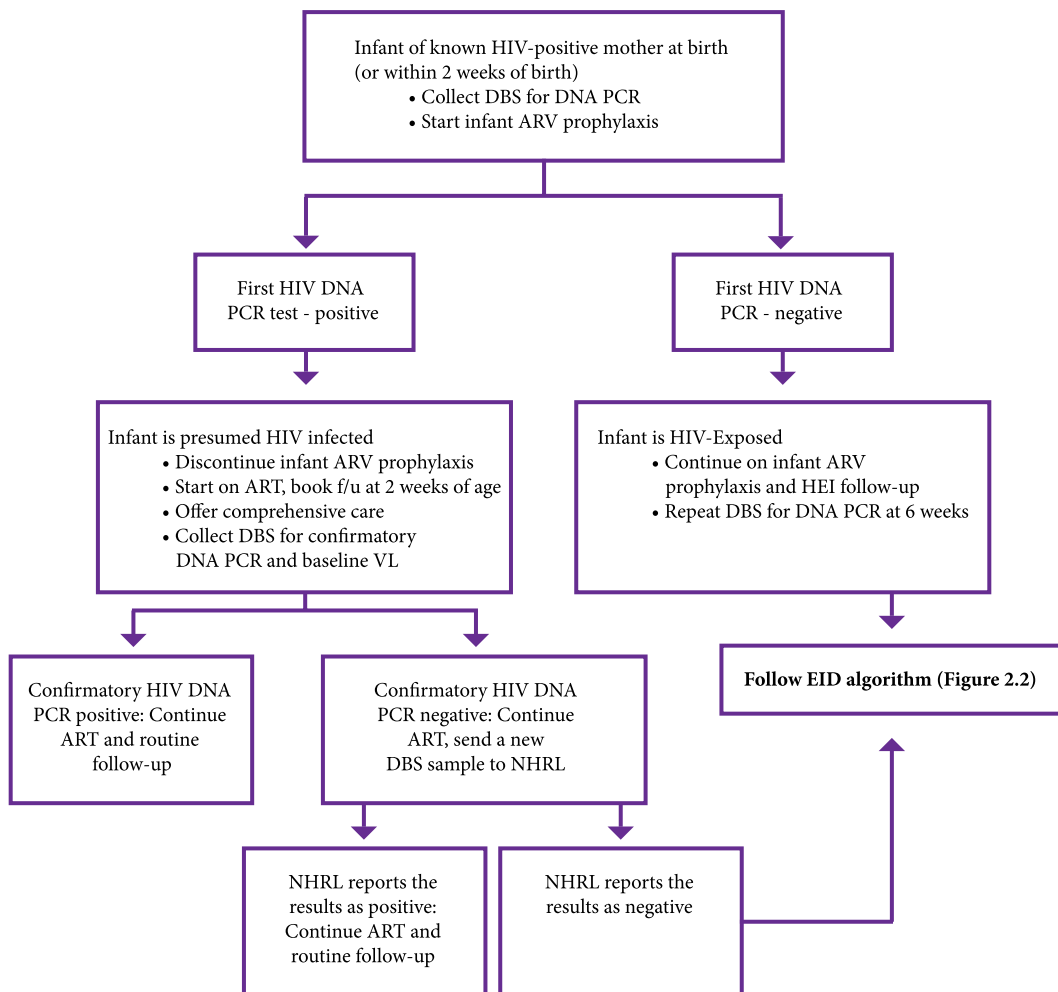 Infant of known HIV-positive mother at birth
(or within 2 weeks of birth)
• Collect DBS for DNA PCR
• Start infant ARV prophylaxis
First HIV DNA
PCR test - positive
First HIV DNA
PCR - negative
Infant is presumed HIV infected
• Discontinue infant ARV prophylaxis
• Start on ART, book f/u at 2 weeks of age
• Offer comprehensive care
• Collect DBS for confirmatory
DNA PCR and baseline VL
Infant is HIV-Exposed
• Continue on infant ARV
prophylaxis and HEI follow-up
• Repeat DBS for DNA PCR at 6 weeks
Confirmatory HIV DNA
PCR positive: Continue
ART and routine
follow-up
Confirmatory HIV DNA
PCR negative: Continue
ART, send a new
DBS sample to NHRL
Follow EID algorithm (Figure 2.2)
NHRL reports the
results as positive:
Continue ART and
routine follow-up
NHRL reports the
results as negative